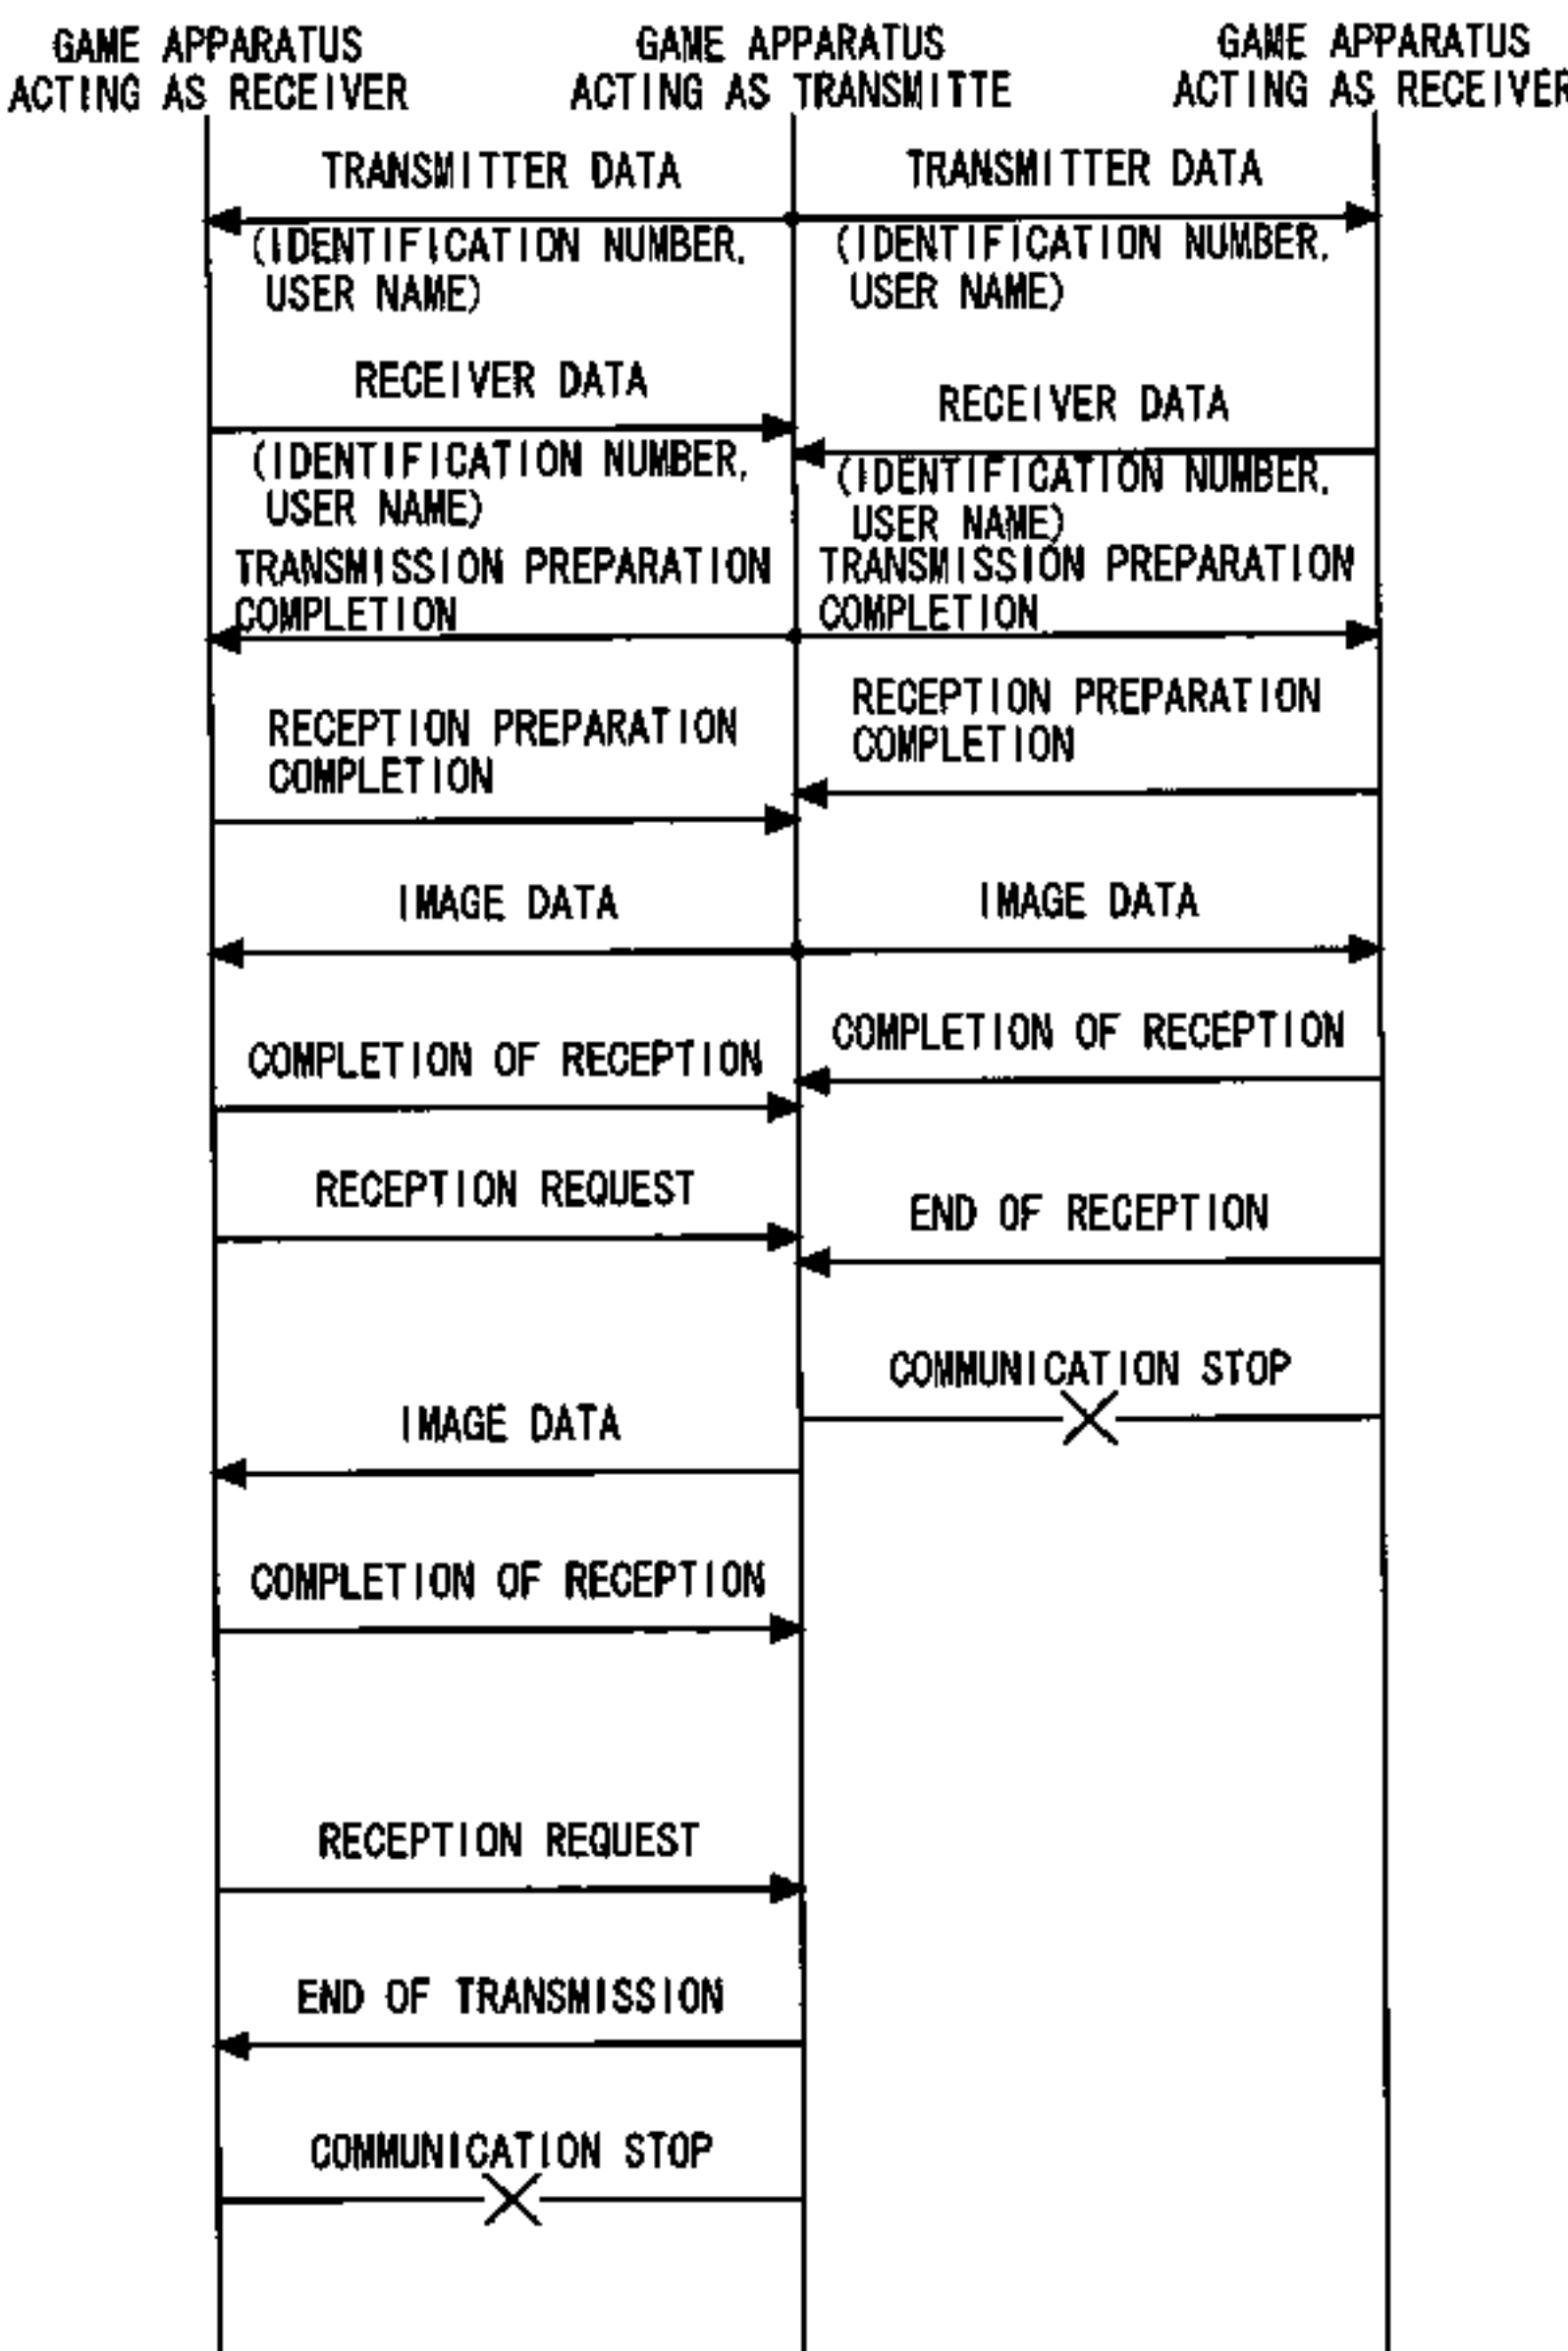 GAME APPARATUS
ACTING AS RECEIVER
GAME APPARATUS
ACTING AS TRANSMITTE
GAME APPARATUS
ACTING AS RECEIVER
TRANSMITTER DATA
TRANSMITTER DATA
(IDENTIFICATION NUMBER,
USER NAME)
(IDENTIFICATION NUMBER,
USER NAME)
RECEIVER DATA
RECEIVER DATA
(IDENTIFICATION NUMBER,
USER NAME)
(IDENTIFICATION NUMBER,
USER NAME)
TRANSMISSION PREPARATION
COMPLETION
TRANSMISSION PREPARATION
COMPLETION
RECEPTION PREPARATION
COMPLETION
RECEPTION PREPARATION
COMPLETION
IMAGE DATA
IMAGE DATA
COMPLETION OF RECEPTION
COMPLETION OF RECEPTION
RECEPTION REQUEST
END OF RECEPTION
COMMUNICATION STOP
IMAGE DATA
COMPLETION OF RECEPTION
RECEPTION REQUEST
END OF TRANSMISSION
COMMUNICATION STOP